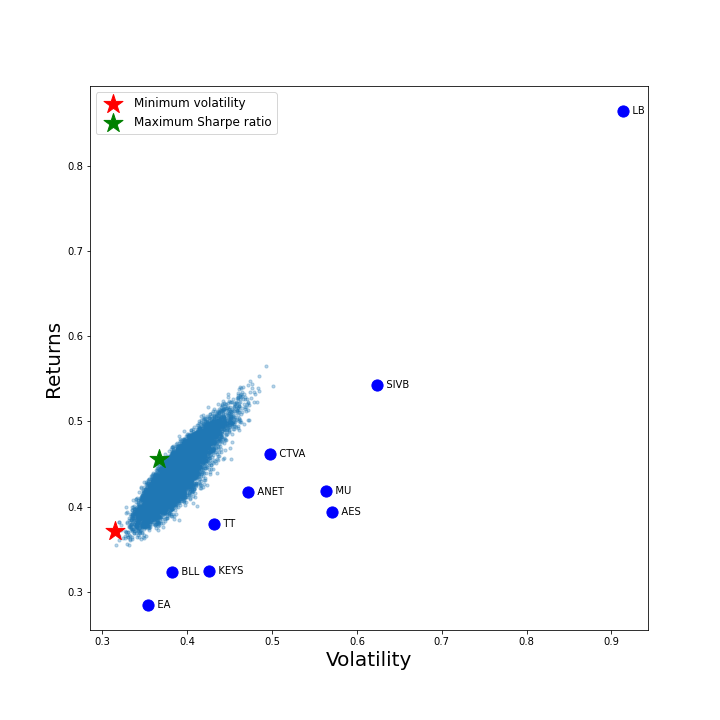 Minimum volatility
Maximum Sharpe ratio
LB
0.8
0.7
0.6
SIVB
0.5
CTVA
ANET
MU
0.4
AES
TT
BLL
KEYS
0.3
EA
Returns
0.3
0.4
0.5
0.6
0.7
0.8
0.9
Volatility